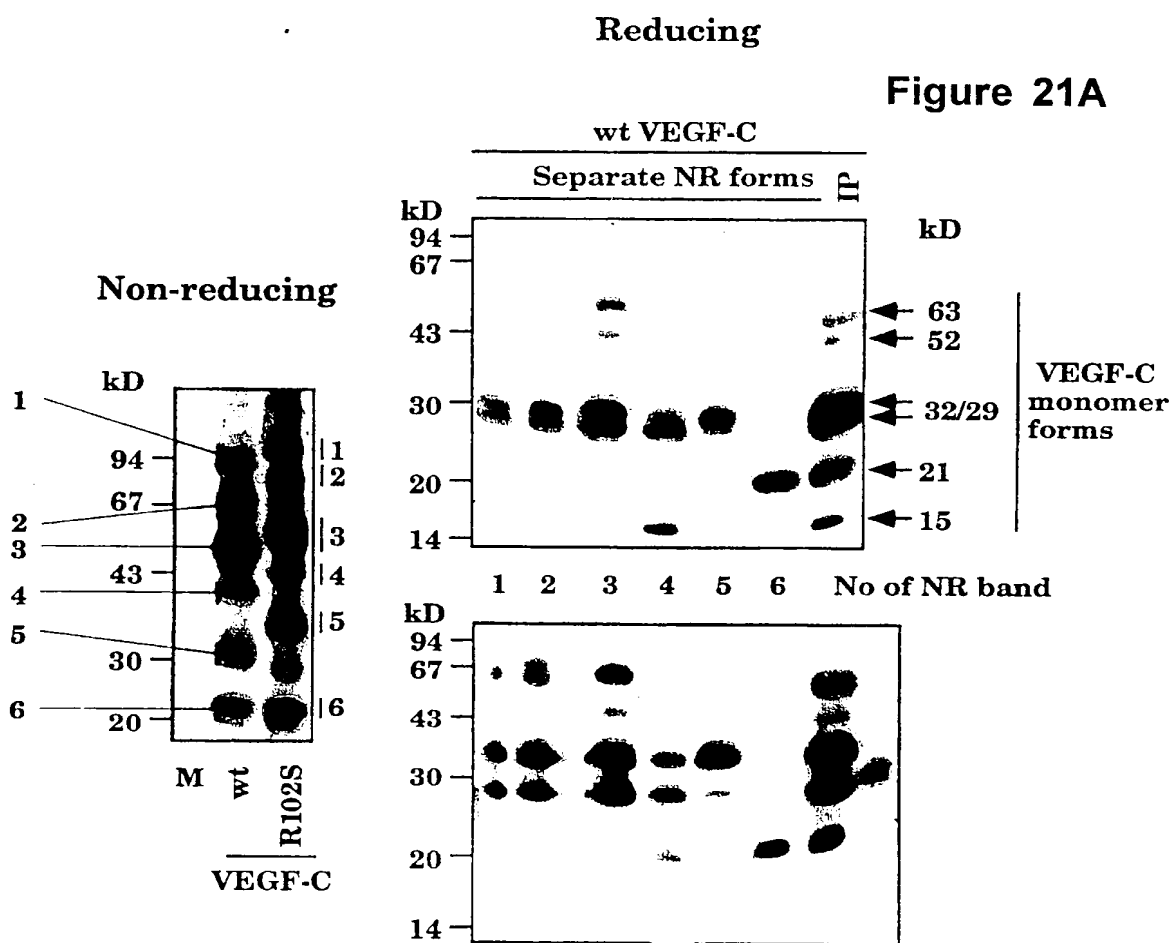 Reducing
Figure 21A
wt VEGF-C
Separate NR forms
IP
kD
94
67
43
30
20
14
kD
63
52
32/29
21
15
VEGF-C
monomer
forms
Non-reducing
kD
94
67
43
30
20
1
2
3
4
5
6
1
2
3
4
5
6
M
wt
R102S
VEGF-C
1 2 3 4 5 6 No of NR band
kD
94
67
43
30
20
14